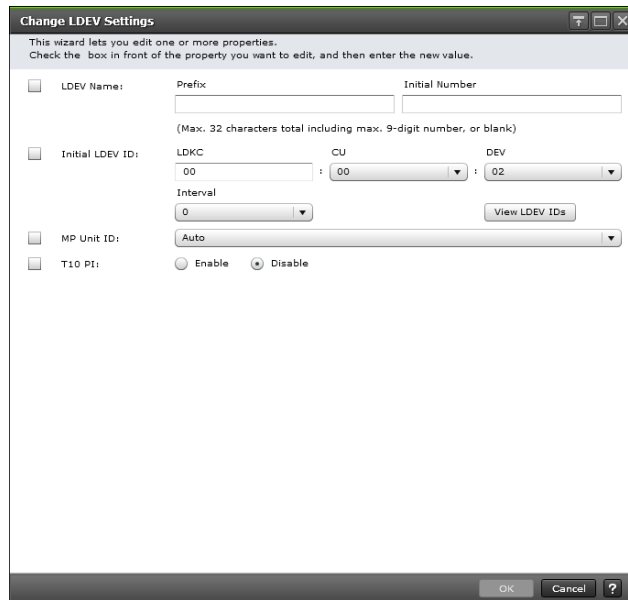 Change LDEV Settings
This wizard lets you edit one or more properties.
Check the box in front of the property you want to edit, and then enter the new value.
LDEV Name: Prefix Initial Number
(Max. 32 characters total including max. 9-digit number, or blank)
Initial LDEV ID: LDKC CU DEV
00 : 00 : 02
Interval
0 View LDEV IDs
MP Unit ID: Auto
T10 PI: Enable Disable
OK Cancel ?